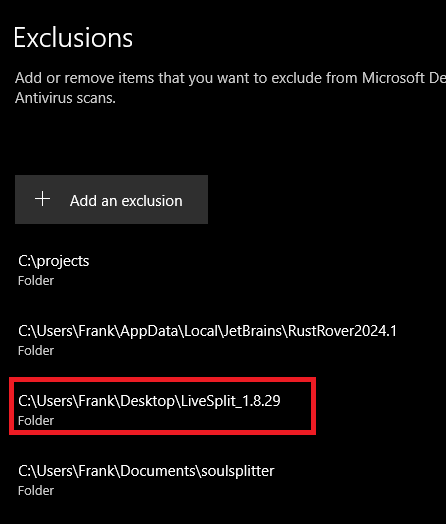 Exclusions
Add or remove items that you want to exclude from Microsoft De
Antivirus scans.
Add an exclusion
C:\projects
Folder
C:\Users\Frank\AppData\Local\JetBrains\RustRover2024.1
Folder
C:\Users\Frank\Desktop\LiveSplit_1.8.29
Folder
C:\Users\Frank\Documents\soulsplitter
Folder